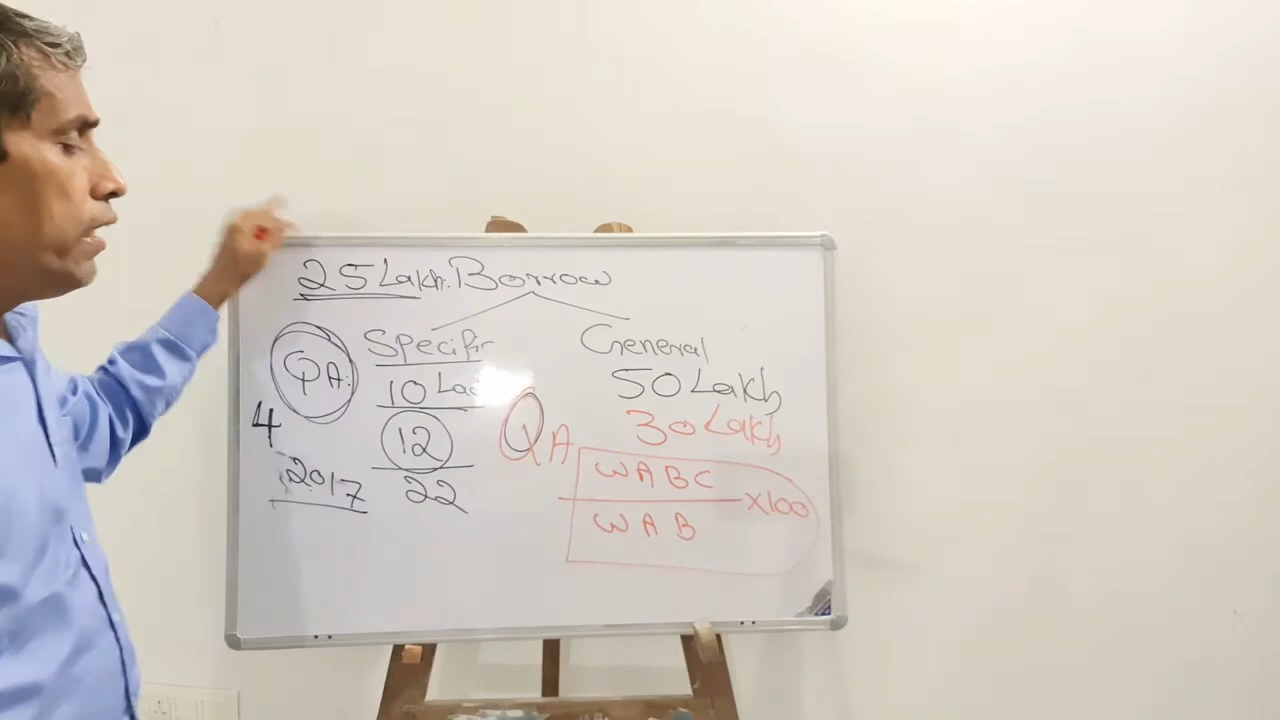 25 Lakh. Borrow
Specific
General
QA.
10 Lac
50 Lakh
4
12
QA
30 Lakh
2017
22
WABC
X100
WAB